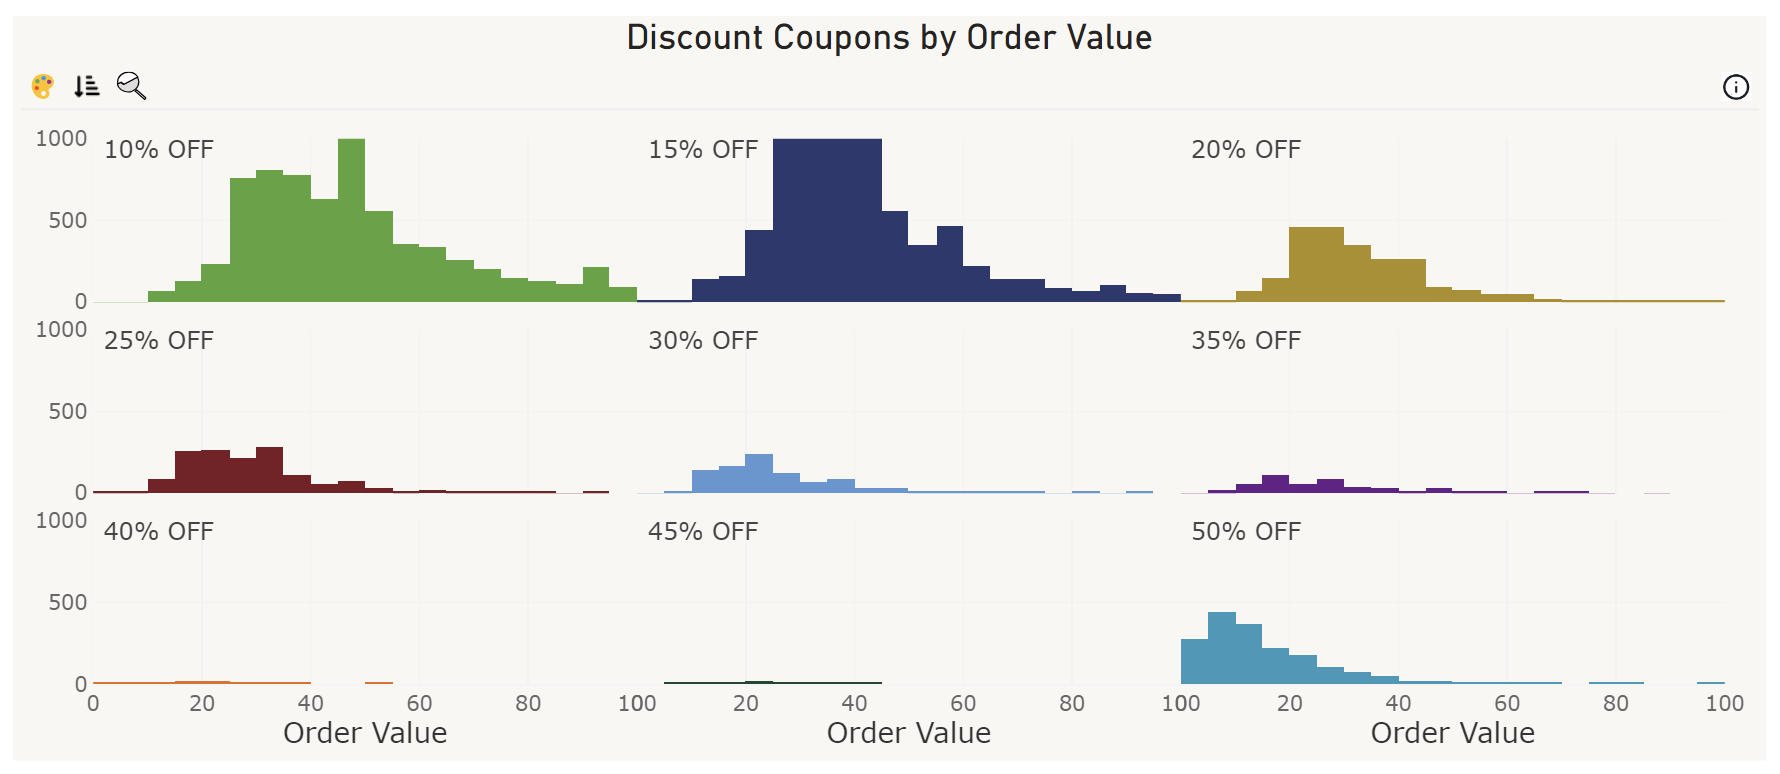 Discount Coupons by Order Value
1000 10% OFF 15% OFF 20% OFF
500
0
1000 25% OFF 30% OFF 35% OFF
500
0
1000 40% OFF 45% OFF 50% OFF
500
0
0 20 40 60 80 100 20 40 60 80 100 20 40 60 80 100
Order Value Order Value Order Value